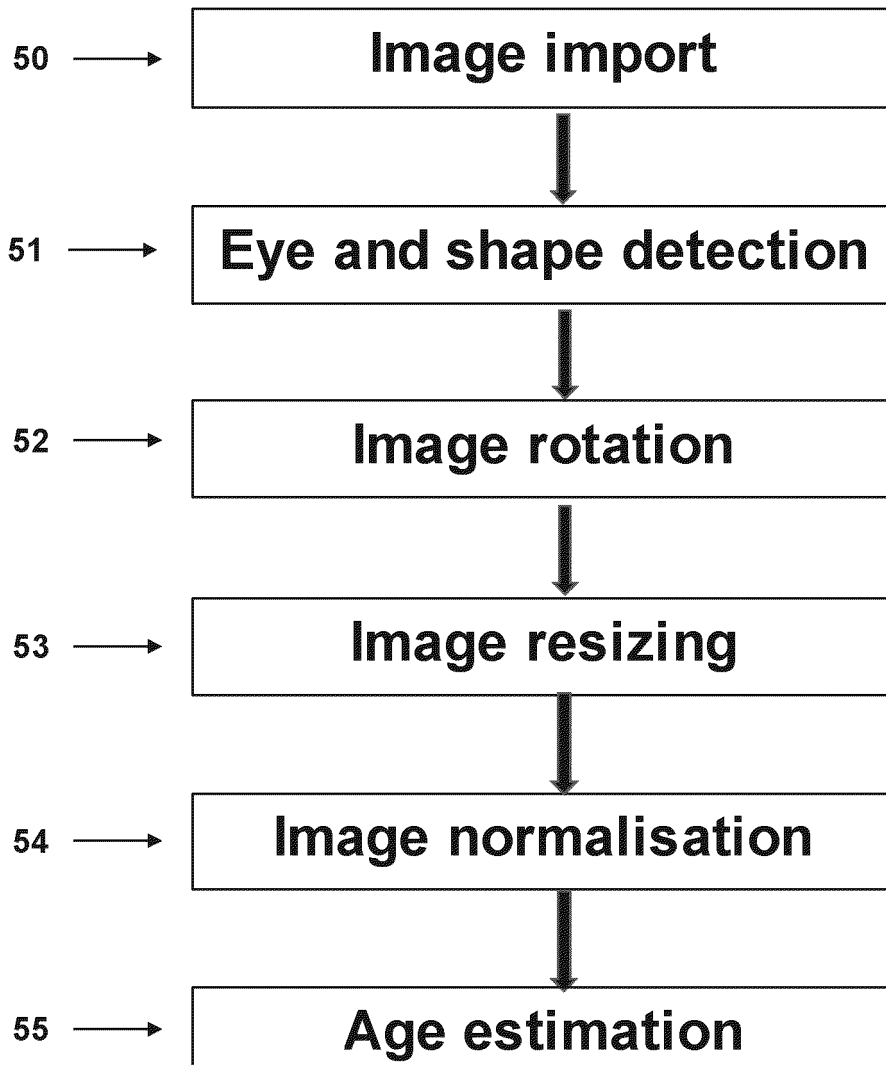 50 Image import
51 Eye and shape detection
52 Image rotation
53 Image resizing
54 Image normalisation
55 Age estimation